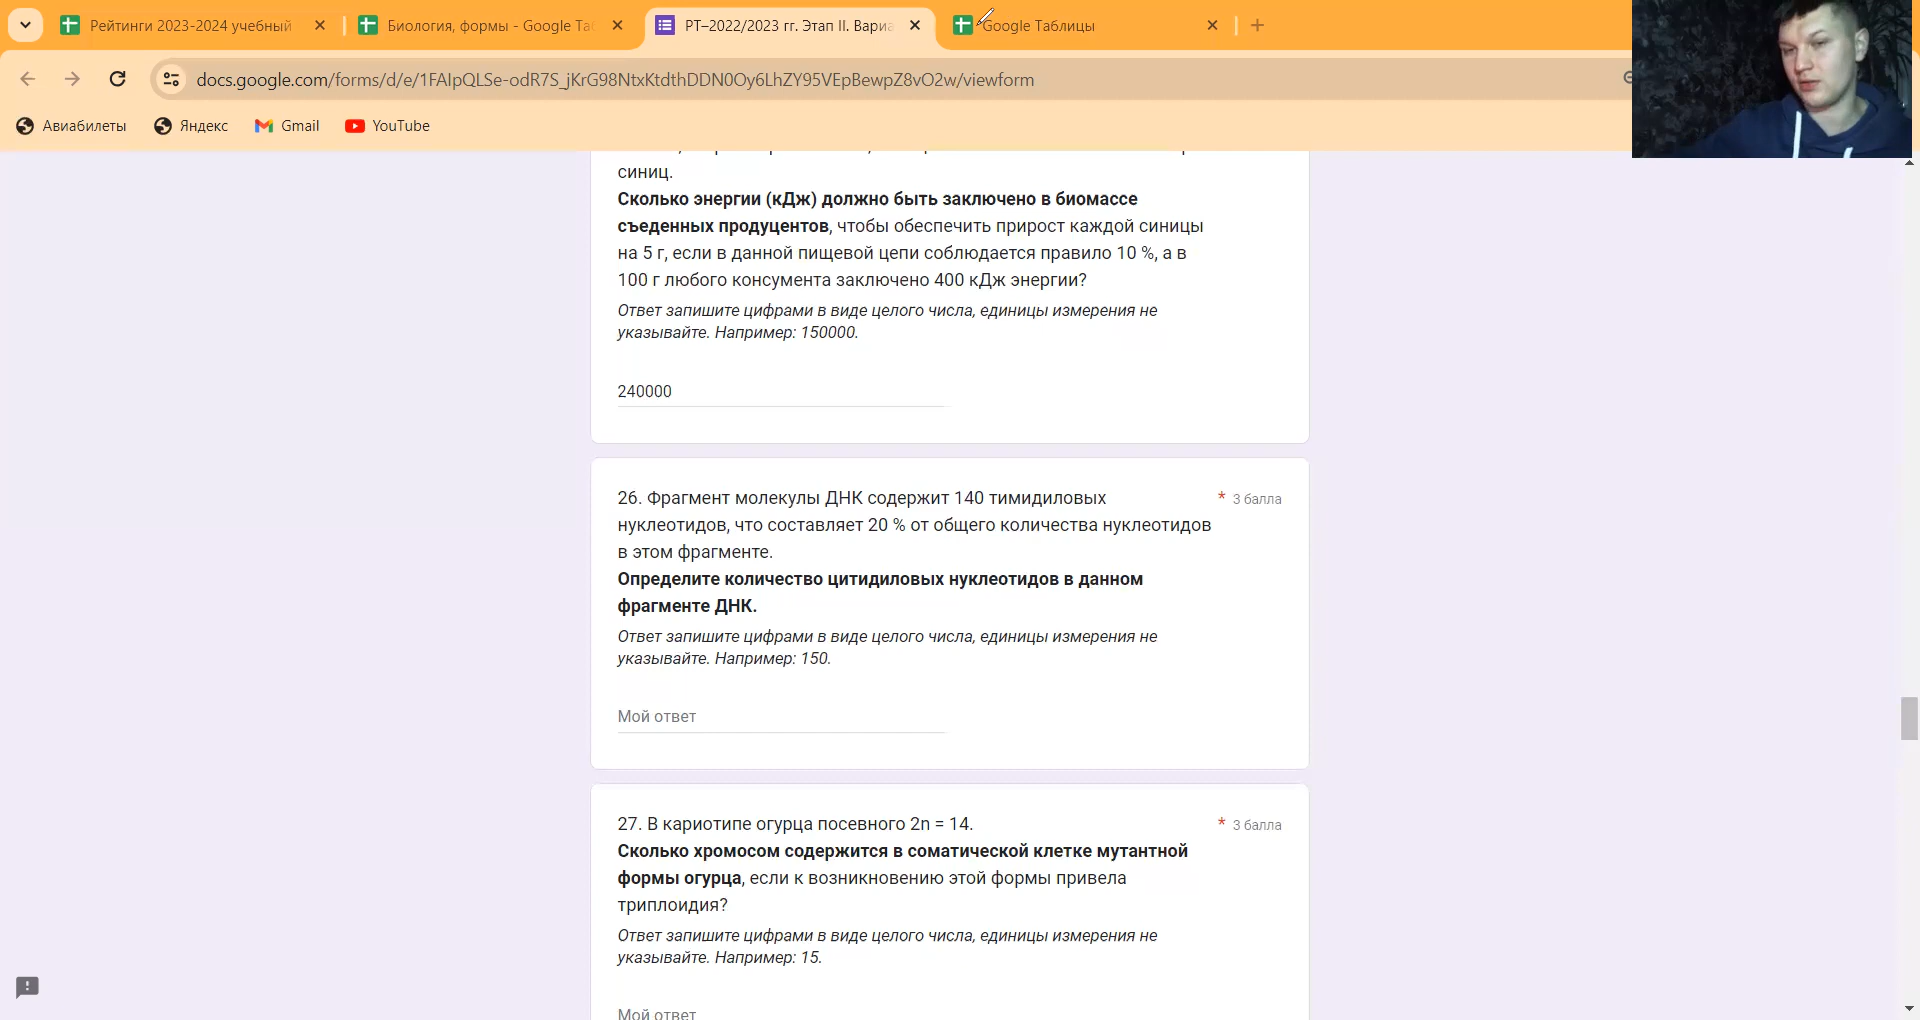 Рейтинги 2023-2024 учебный
Биология, формы - Google Таб
РТ–2022/2023 гг. Этап II. Вариа
Google Таблицы
docs.google.com/forms/d/e/1FAIpQLSe-odR7S_jKrG98NtxKtdthDDN0Oy6LhZY95VEpBewpZ8vO2w/viewform
Авиабилеты
Яндекс
Gmail
YouTube
синиц.
Сколько энергии (кДж) должно быть заключено в биомассе
съеденных продуцентов, чтобы обеспечить прирост каждой синицы
на 5 г, если в данной пищевой цепи соблюдается правило 10 %, а в
100 г любого консумента заключено 400 кДж энергии?
Ответ запишите цифрами в виде целого числа, единицы измерения не
указывайте. Например: 150000.
240000
26. Фрагмент молекулы ДНК содержит 140 тимидиловых
* 3 балла
нуклеотидов, что составляет 20 % от общего количества нуклеотидов
в этом фрагменте.
Определите количество цитидиловых нуклеотидов в данном
фрагменте ДНК.
Ответ запишите цифрами в виде целого числа, единицы измерения не
указывайте. Например: 150.
Мой ответ
27. В кариотипе огурца посевного 2n = 14.
* 3 балла
Сколько хромосом содержится в соматической клетке мутантной
формы огурца, если к возникновению этой формы привела
триплоидия?
Ответ запишите цифрами в виде целого числа, единицы измерения не
указывайте. Например: 15.
Мой ответ